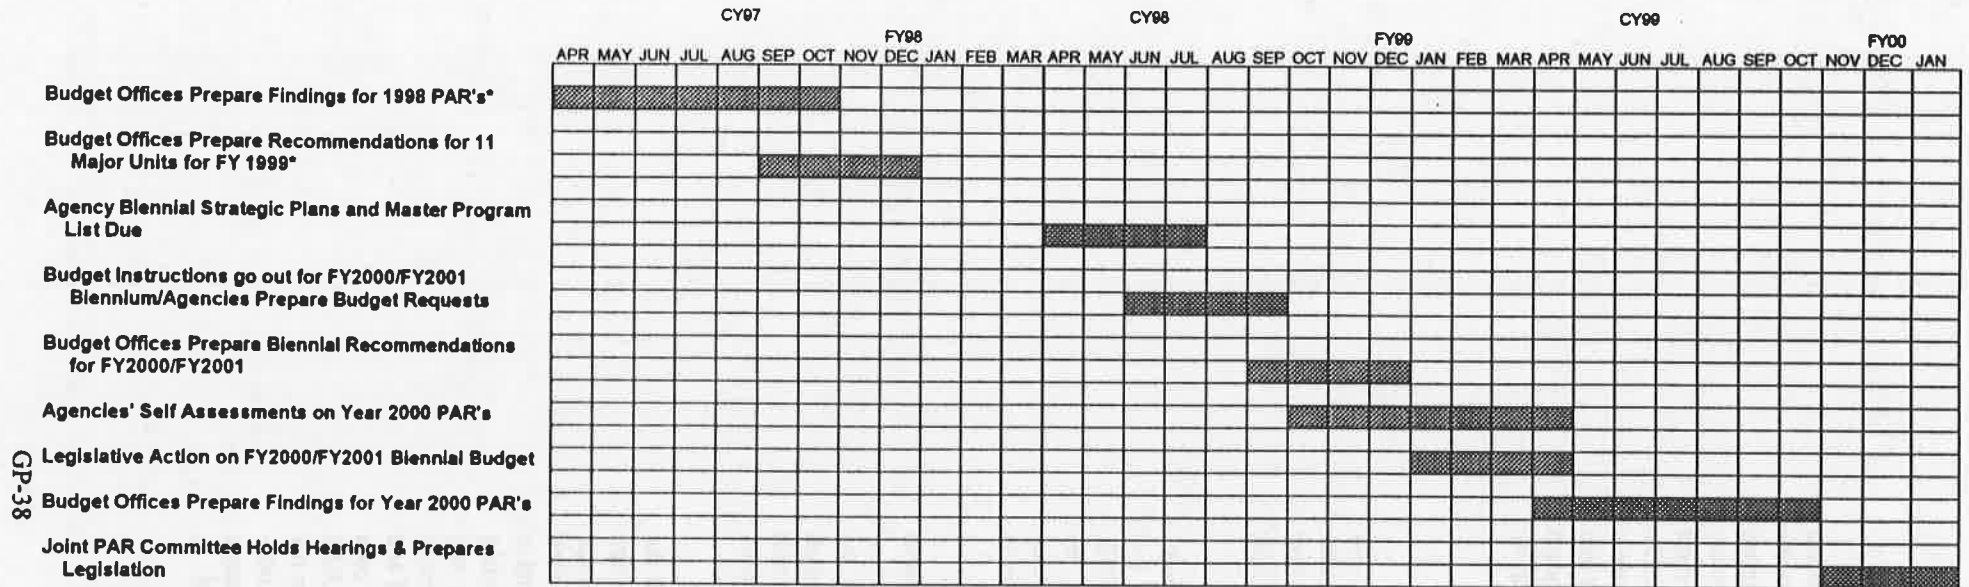 CY97 CY98 CY99
FY98 FY99 FY00
APR MAY JUN JUL AUG SEP OCT NOV DEC JAN FEB MAR APR MAY JUN JUL AUG SEP OCT NOV DEC JAN FEB MAR APR MAY JUN JUL AUG SEP OCT NOV DEC JAN
Budget Offices Prepare Findings for 1998 PAR's*
Budget Offices Prepare Recommendations for 11
Major Units for FY 1999*
Agency Biennial Strategic Plans and Master Program
List Due
Budget Instructions go out for FY2000/FY2001
Biennium/Agencies Prepare Budget Requests
Budget Offices Prepare Biennial Recommendations
for FY2000/FY2001
Agencies' Self Assessments on Year 2000 PAR's
Legislative Action on FY2000/FY2001 Biennial Budget
Budget Offices Prepare Findings for Year 2000 PAR's
Joint PAR Committee Holds Hearings & Prepares
Legislation
GP-38